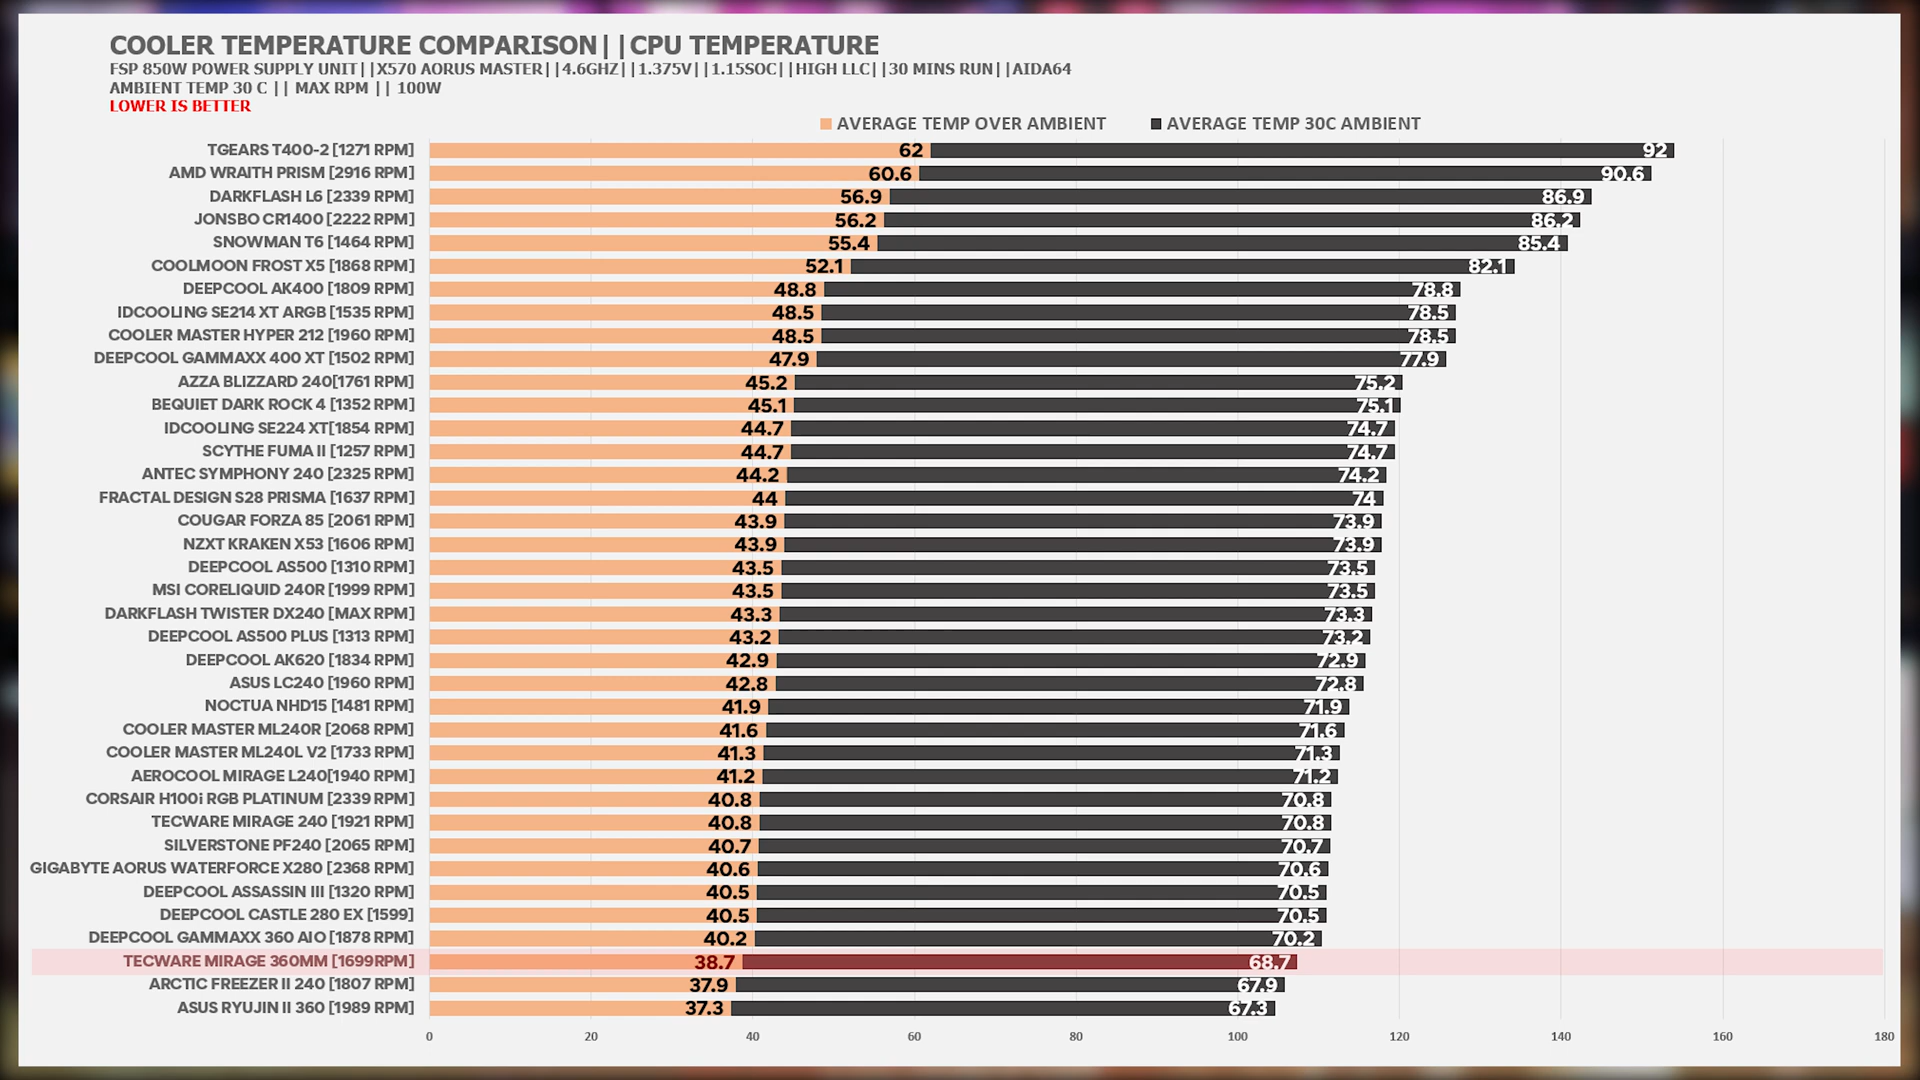 COOLER TEMPERATURE COMPARISON||CPU TEMPERATURE
FSP 850W POWER SUPPLY UNIT||X570 AORUS MASTER||4.6GHZ||1.375V||1.15SOC||HIGH LLC||30 MINS RUN||AIDA64
AMBIENT TEMP 30 C || MAX RPM || 100W
LOWER IS BETTER
AVERAGE TEMP OVER AMBIENT AVERAGE TEMP 30C AMBIENT
TGEARS T400-2 [1271 RPM] 62 92
AMD WRAITH PRISM [2916 RPM] 60.6 90.6
DARKFLASH L6 [2339 RPM] 56.9 86.9
JONSBO CR1400 [2222 RPM] 56.2 86.2
SNOWMAN T6 [1464 RPM] 55.4 85.4
COOLMOON FROST X5 [1868 RPM] 52.1 82.1
DEEPCOOL AK400 [1809 RPM] 48.8 78.8
IDCOOLING SE214 XT ARGB [1535 RPM] 48.5 78.5
COOLER MASTER HYPER 212 [1960 RPM] 48.5 78.5
DEEPCOOL GAMMAXX 400 XT [1502 RPM] 47.9 77.9
AZZA BLIZZARD 240[1761 RPM] 45.2 75.2
BEQUIET DARK ROCK 4 [1352 RPM] 45.1 75.1
IDCOOLING SE224 XT[1854 RPM] 44.7 74.7
SCYTHE FUMA II [1257 RPM] 44.7 74.7
ANTEC SYMPHONY 240 [2325 RPM] 44.2 74.2
FRACTAL DESIGN S28 PRISMA [1637 RPM] 44 74
COUGAR FORZA 85 [2061 RPM] 43.9 73.9
NZXT KRAKEN X53 [1606 RPM] 43.9 73.9
DEEPCOOL AS500 [1310 RPM] 43.5 73.5
MSI CORELIQUID 240R [1999 RPM] 43.5 73.5
DARKFLASH TWISTER DX240 [MAX RPM] 43.3 73.3
DEEPCOOL AS500 PLUS [1313 RPM] 43.2 73.2
DEEPCOOL AK620 [1834 RPM] 42.9 72.9
ASUS LC240 [1960 RPM] 42.8 72.8
NOCTUA NHD15 [1481 RPM] 41.9 71.9
COOLER MASTER ML240R [2068 RPM] 41.6 71.6
COOLER MASTER ML240L V2 [1733 RPM] 41.3 71.3
AEROCOOL MIRAGE L240[1940 RPM] 41.2 71.2
CORSAIR H100i RGB PLATINUM [2339 RPM] 40.8 70.8
TECWARE MIRAGE 240 [1921 RPM] 40.8 70.8
SILVERSTONE PF240 [2065 RPM] 40.7 70.7
GIGABYTE AORUS WATERFORCE X280 [2368 RPM] 40.6 70.6
DEEPCOOL ASSASSIN III [1320 RPM] 40.5 70.5
DEEPCOOL CASTLE 280 EX [1599] 40.5 70.5
DEEPCOOL GAMMAXX 360 AIO [1878 RPM] 40.2 70.2
TECWARE MIRAGE 360MM [1699RPM] 38.7 68.7
ARCTIC FREEZER II 240 [1807 RPM] 37.9 67.9
ASUS RYUJIN II 360 [1989 RPM] 37.3 67.3
0 20 40 60 80 100 120 140 160 180